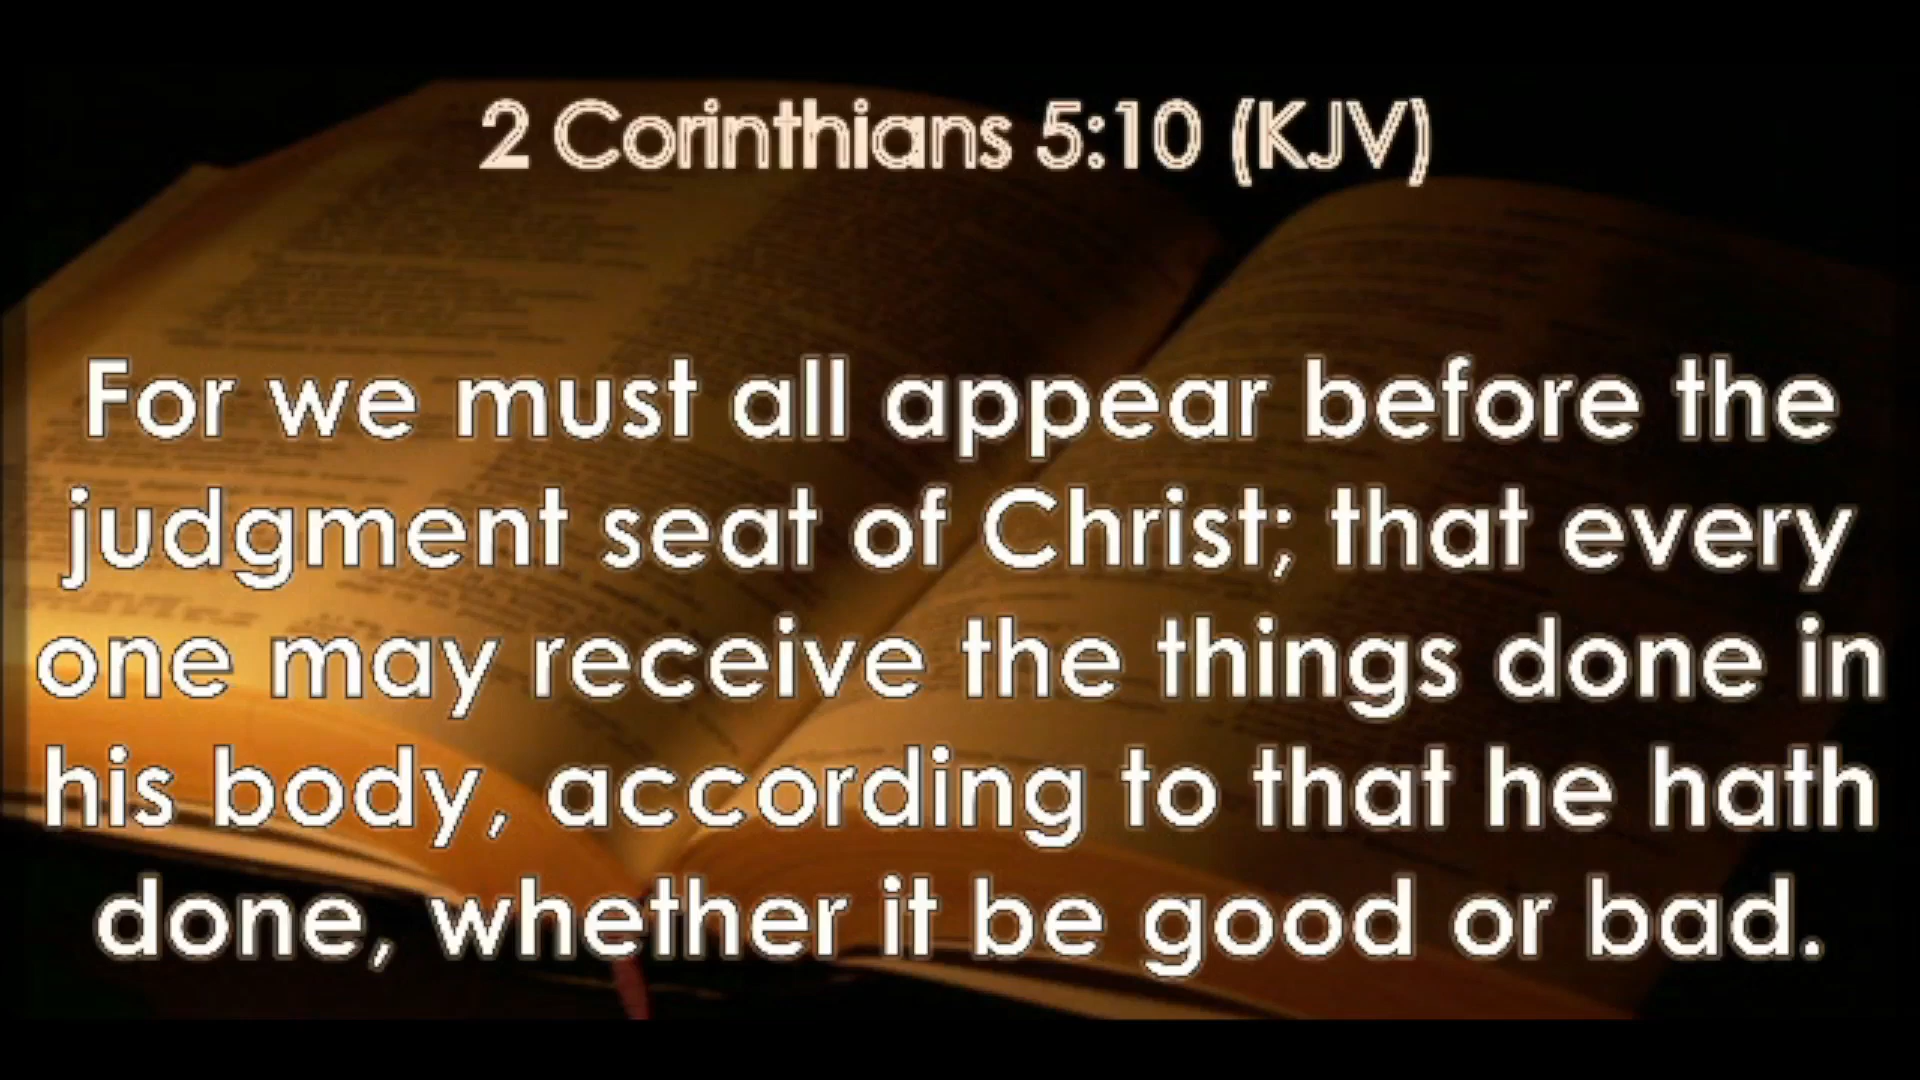 2 Corinthians 5:10 (KJV)
For we must all appear before the
judgment seat of Christ; that every
one may receive the things done in
his body, according to that he hath
done, whether it be good or bad.